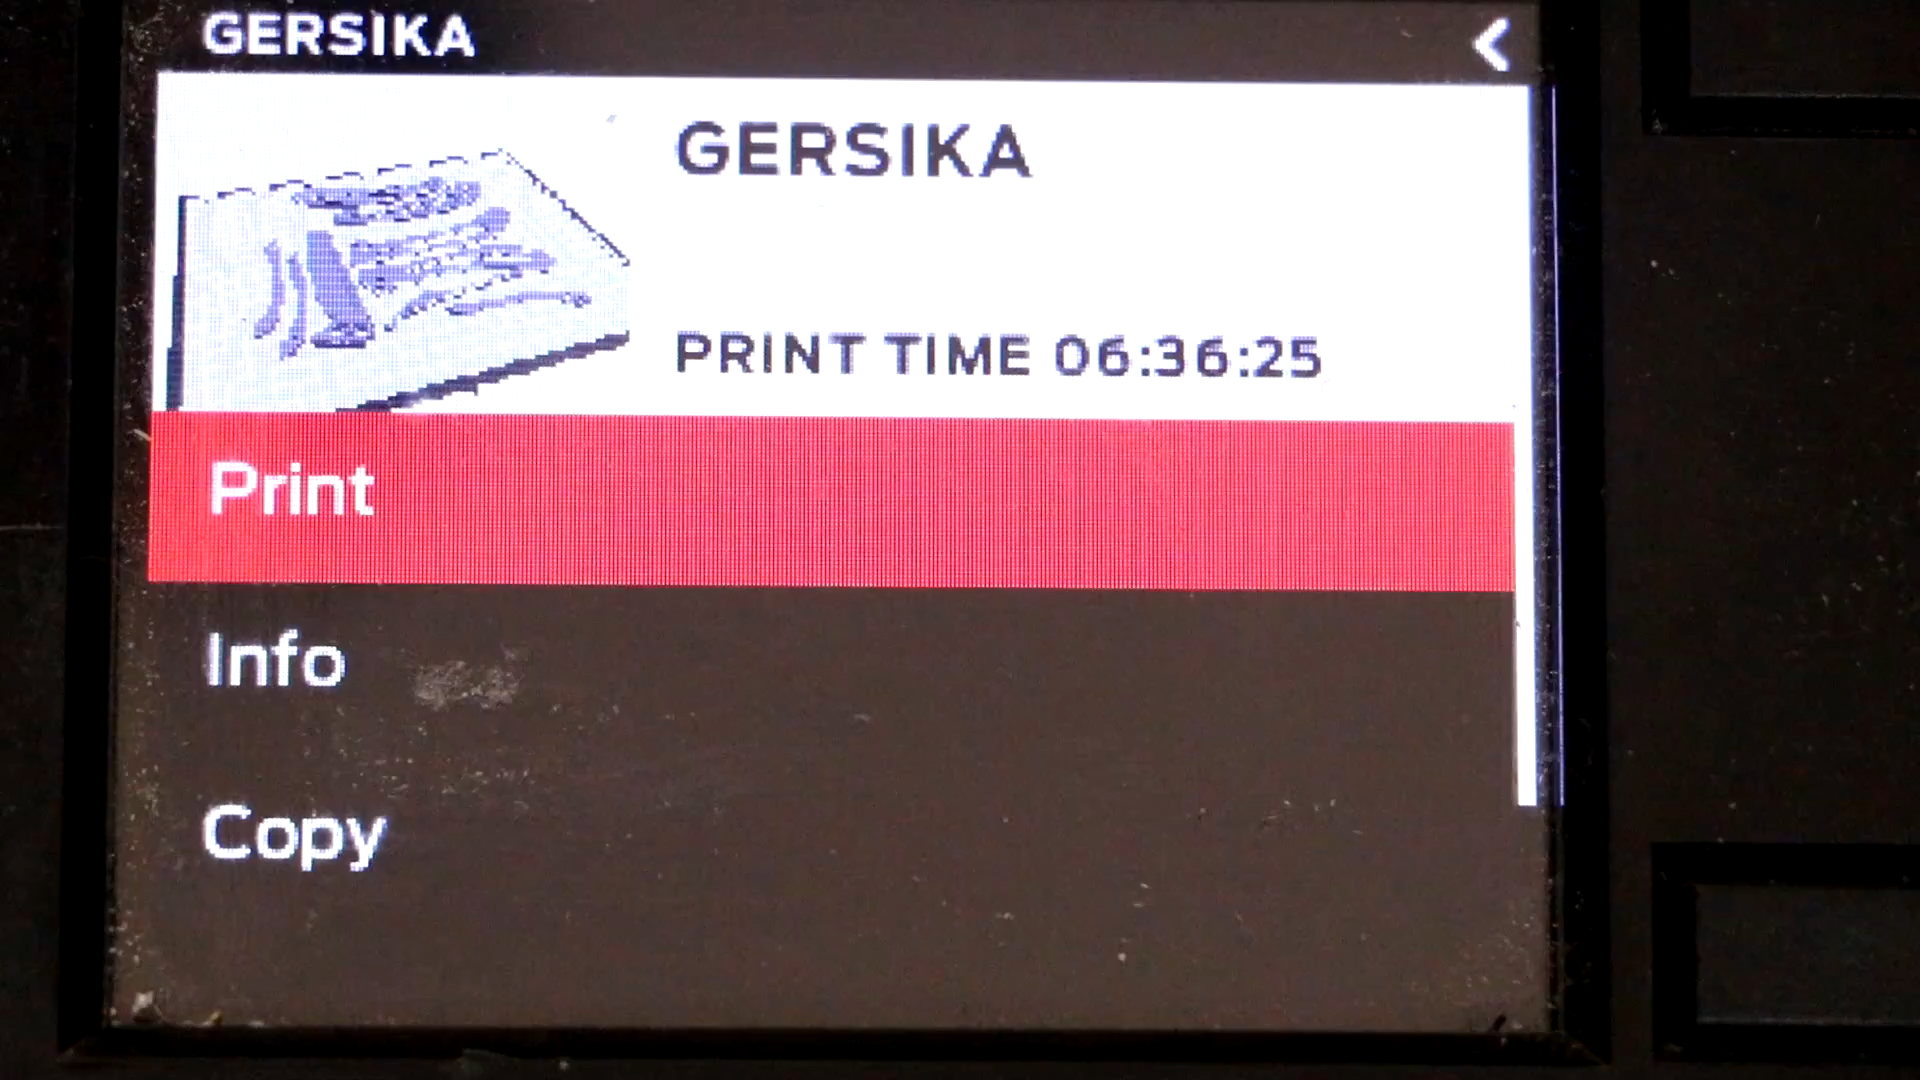 GERSIKA
GERSIKA
PRINT TIME 06:36:25
Print
Info
Copy